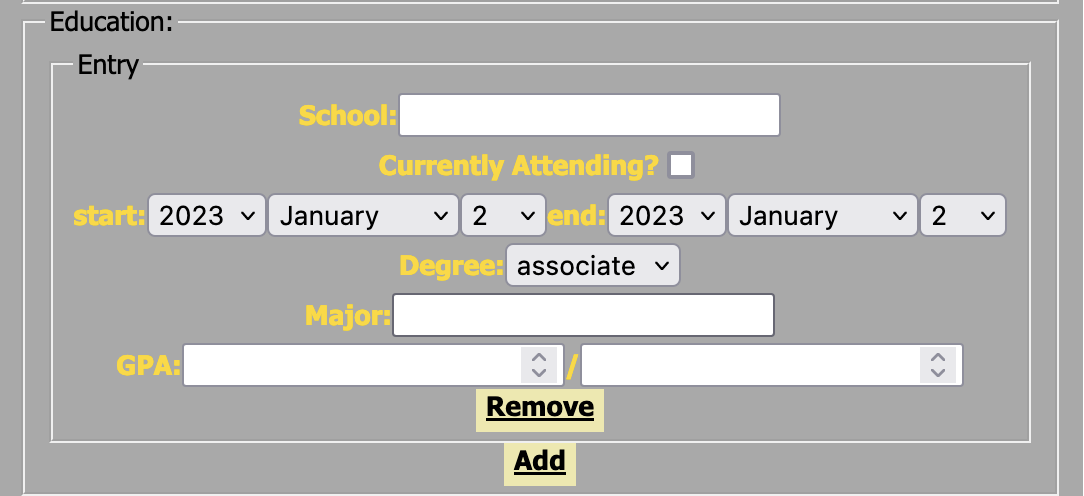 Education:
Entry
School:
Currently Attending?
start: 2023 January 2 end: 2023 January 2
Degree: associate
Major:
GPA: /
Remove
Add